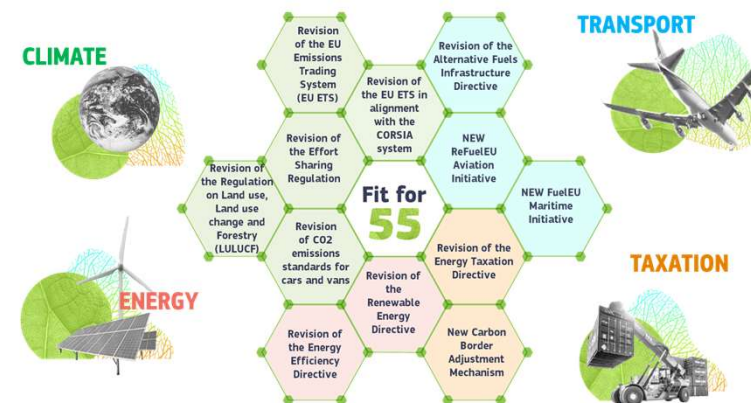 CLIMATE
TRANSPORT
Revision
of the EU
Emissions
Trading
System
(EU ETS)
Revision of
the EU ETS in
alignment
with the
CORSIA
system
Revision of the
Alternative Fuels
Infrastructure
Directive
Revision of
the Effort
Sharing
Regulation
NEW
ReFuelEU
Aviation
Initiative
Revision of
the Regulation
on Land use,
Land use
change and
Forestry
(LULUCF)
Fit for
55
NEW FuelEU
Maritime
Initiative
Revision
of CO2
emissions
standards for
cars and vans
Revision of the
Energy Taxation
Directive
ENERGY
TAXATION
Revision of
the
Renewable
Energy
Directive
Revision of
the Energy
Efficiency
Directive
New Carbon
Border
Adjustment
Mechanism